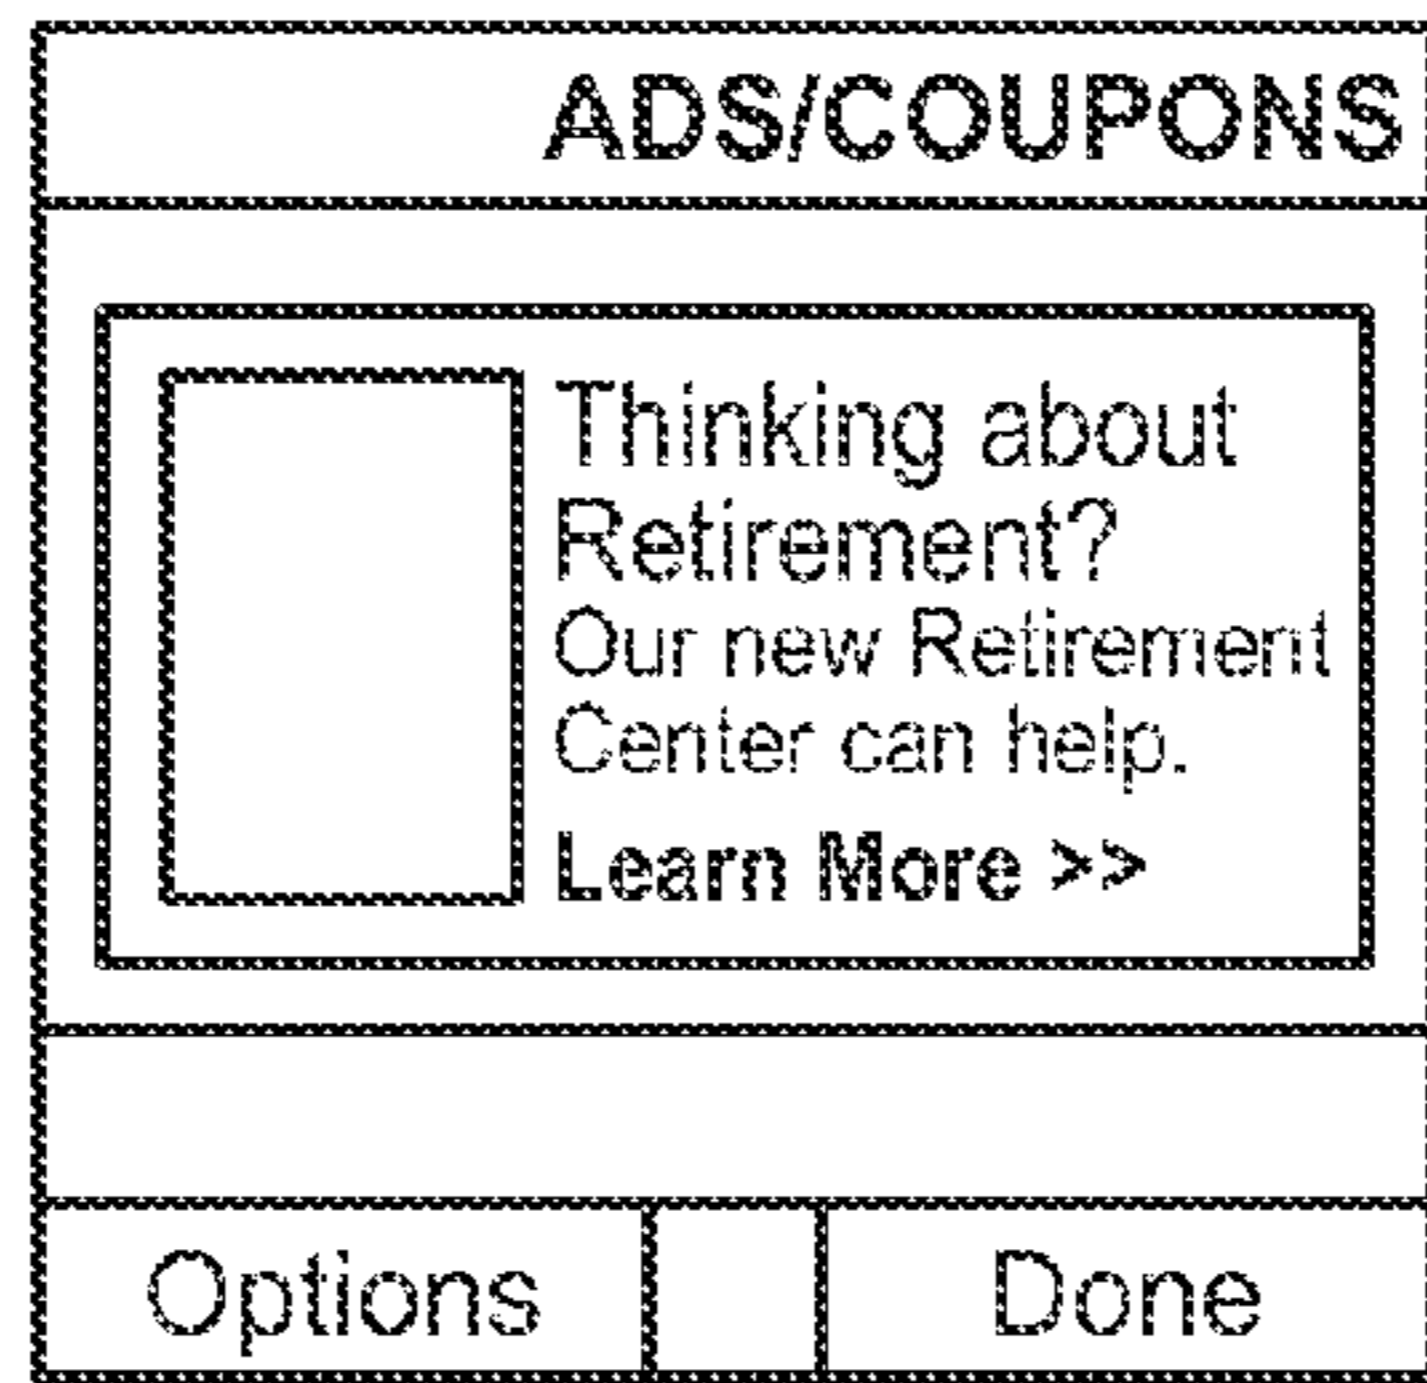 ADS/COUPONS
Thinking about
Retirement?
Our new Retirement
Center can help.
Learn More >>
Options
Done